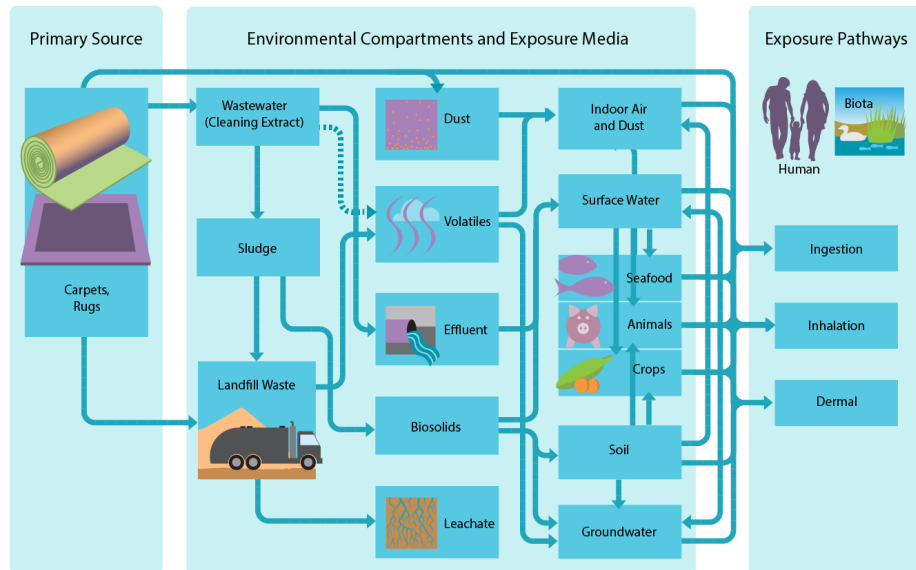 Primary Source
Environmental Compartments and Exposure Media
Exposure Pathways
Carpets,
Rugs
Wastewater
(Cleaning Extract)
Sludge
Landfill Waste
Dust
Volatiles
Effluent
Biosolids
Leachate
Indoor Air
and Dust
Surface Water
Seafood
Animals
Crops
Soil
Groundwater
Biota
Human
Ingestion
Inhalation
Dermal